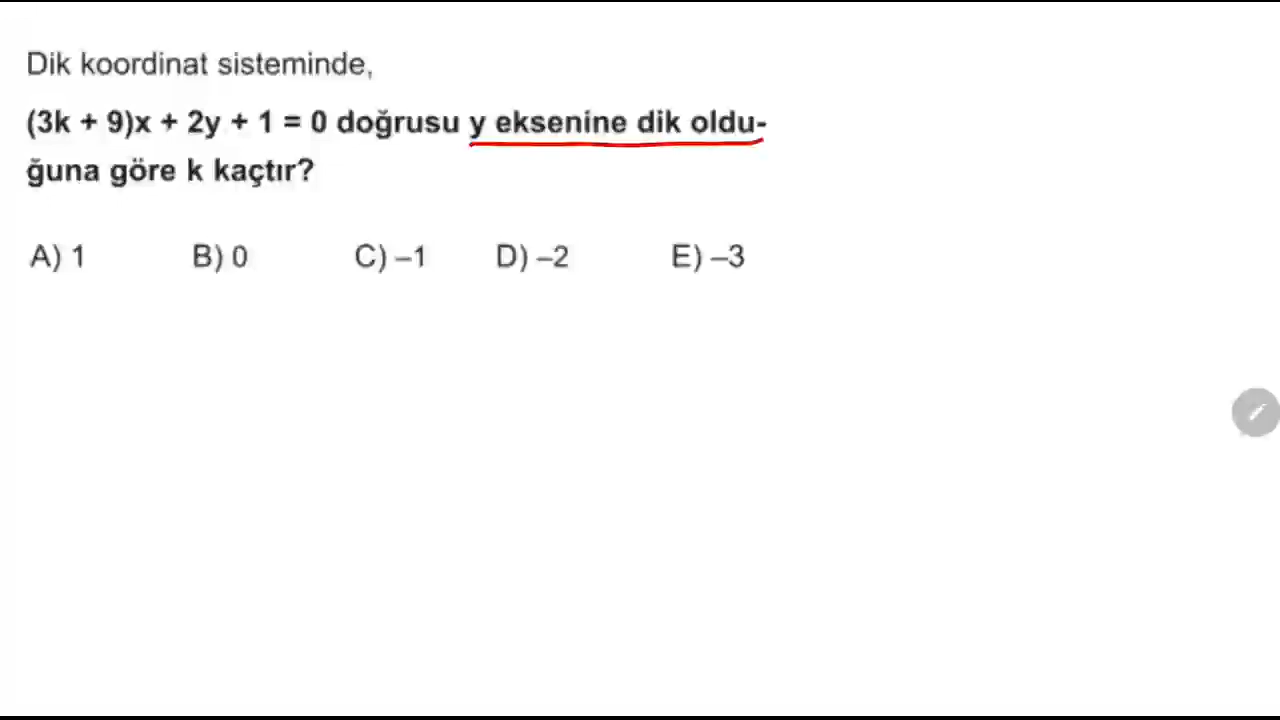 Dik koordinat sisteminde,
(3k + 9)x + 2y + 1 = 0 doğrusu y eksenine dik oldu-
ğuna göre k kaçtır?
A) 1 B) 0 C) –1 D) –2 E) –3